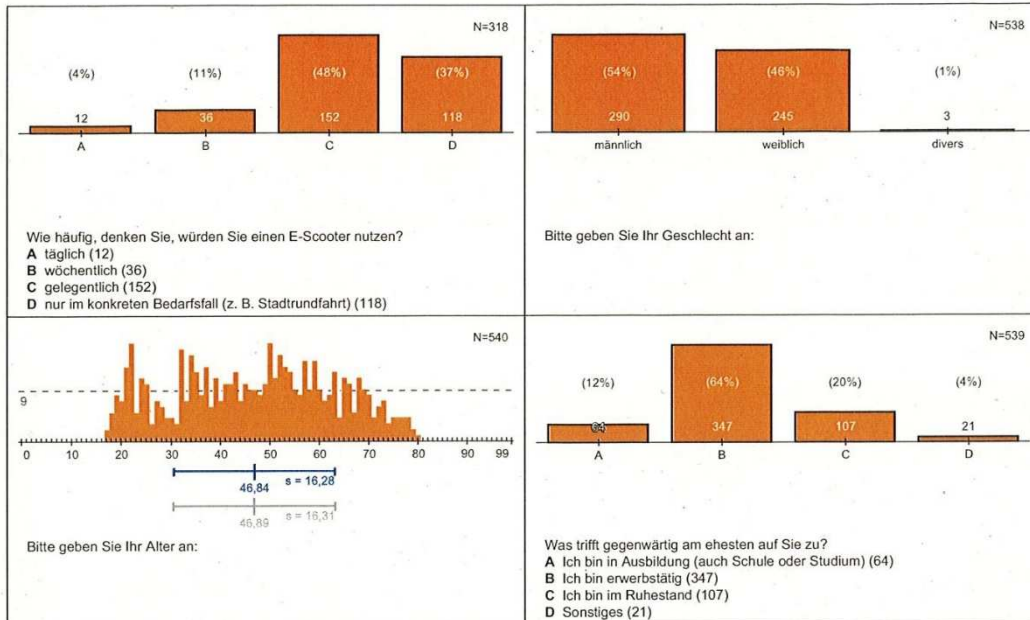 N=318
(4%) (11%) (48%) (37%)
12 36 152 118
A B C D
Wie häufig, denken Sie, würden Sie einen E-Scooter nutzen?
A täglich (12)
B wöchentlich (36)
C gelegentlich (152)
D nur im konkreten Bedarfsfall (z. B. Stadtrundfahrt) (118)
N=538
(54%) (46%) (1%)
290 245 3
männlich weiblich divers
Bitte geben Sie Ihr Geschlecht an:
N=540
9
0 10 20 30 40 50 60 70 80 90 99
46,84 s = 16,28
46,89 s = 16,31
Bitte geben Sie Ihr Alter an:
N=539
(12%) (64%) (20%) (4%)
64 347 107 21
A B C D
Was trifft gegenwärtig am ehesten auf Sie zu?
A Ich bin in Ausbildung (auch Schule oder Studium) (64)
B Ich bin erwerbstätig (347)
C Ich bin im Ruhestand (107)
D Sonstiges (21)